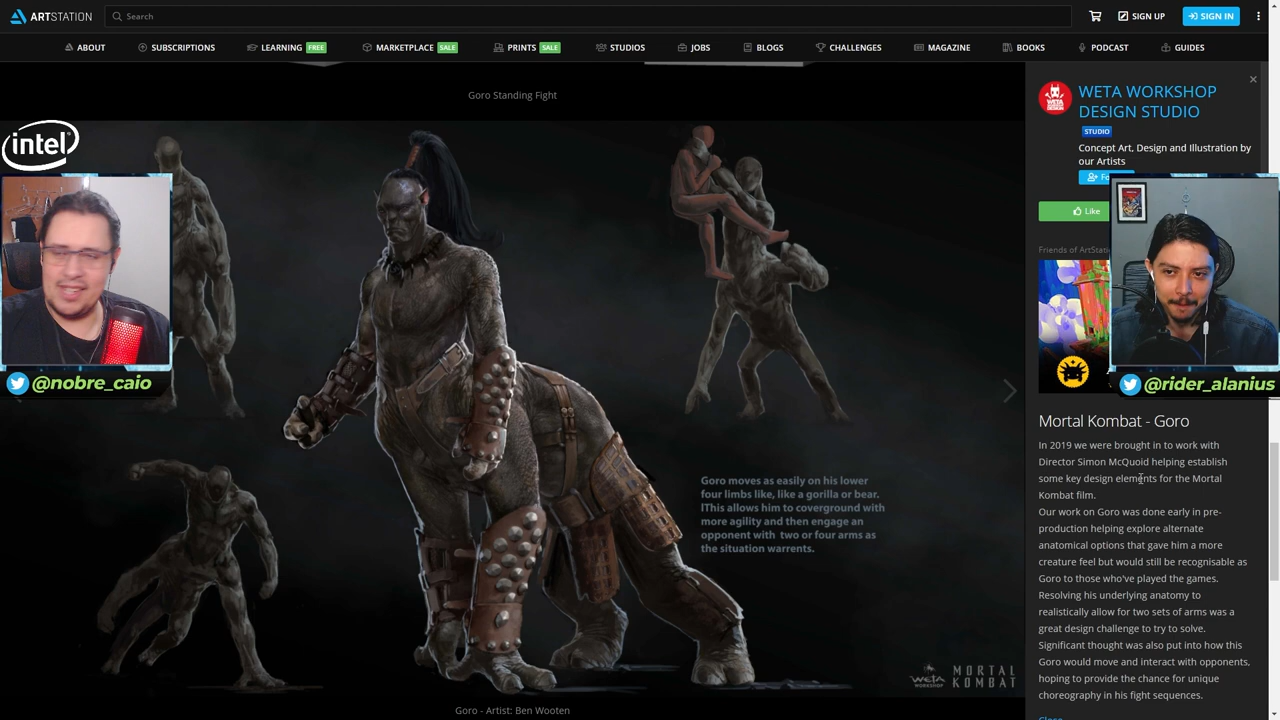 ARTSTATION
Search
SIGN UP
SIGN IN
ABOUT
SUBSCRIPTIONS
LEARNING FREE
MARKETPLACE SALE
PRINTS SALE
STUDIOS
JOBS
BLOGS
CHALLENGES
MAGAZINE
BOOKS
PODCAST
GUIDES
Goro Standing Fight
intel
@nobre_caio
Goro moves as easily on his lower
four limbs like, like a gorilla or bear.
IThis allows him to coverground with
more agility and then engage an
opponent with two or four arms as
the situation warrents.
WETA WORKSHOP
MORTAL
KOMBAT
Goro - Artist: Ben Wooten
WETA WORKSHOP
DESIGN STUDIO
STUDIO
Concept Art, Design and Illustration by
our Artists
Fo
Like
Friends of ArtStati
@rider_alanius
Mortal Kombat - Goro
In 2019 we were brought in to work with
Director Simon McQuoid helping establish
some key design elements for the Mortal
Kombat film.
Our work on Goro was done early in pre-
production helping explore alternate
anatomical options that gave him a more
creature feel but would still be recognisable as
Goro to those who've played the games.
Resolving his underlying anatomy to
realistically allow for two sets of arms was a
great design challenge to try to solve.
Significant thought was also put into how this
Goro would move and interact with opponents,
hoping to provide the chance for unique
choreography in his fight sequences.
Close